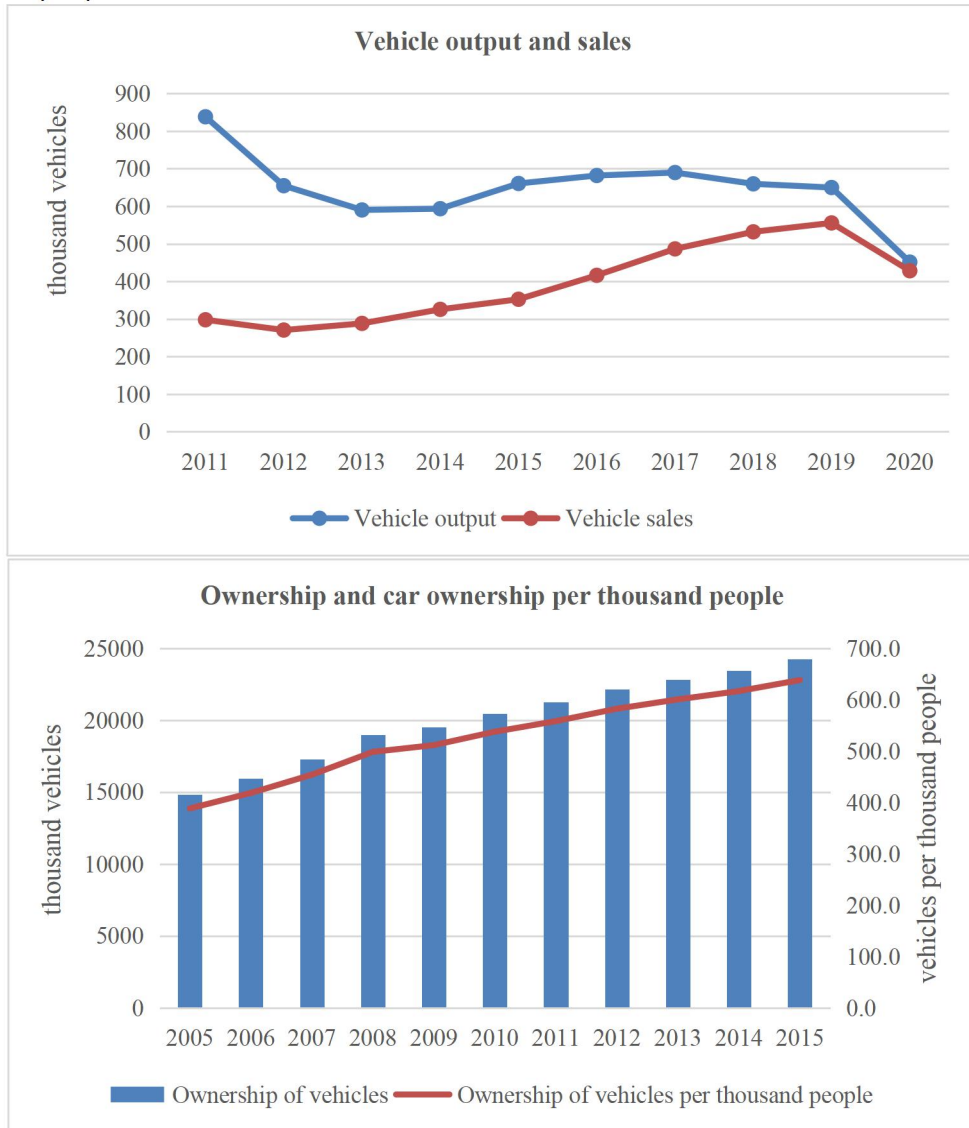 Vehicle output and sales
thousand vehicles
900
800
700
600
500
400
300
200
100
0
2011 2012 2013 2014 2015 2016 2017 2018 2019 2020
Vehicle output Vehicle sales
Ownership and car ownership per thousand people
thousand vehicles
25000
20000
15000
10000
5000
0
700.0
600.0
500.0
400.0
300.0
200.0
100.0
0.0
vehicles per thousand people
2005 2006 2007 2008 2009 2010 2011 2012 2013 2014 2015
Ownership of vehicles Ownership of vehicles per thousand people